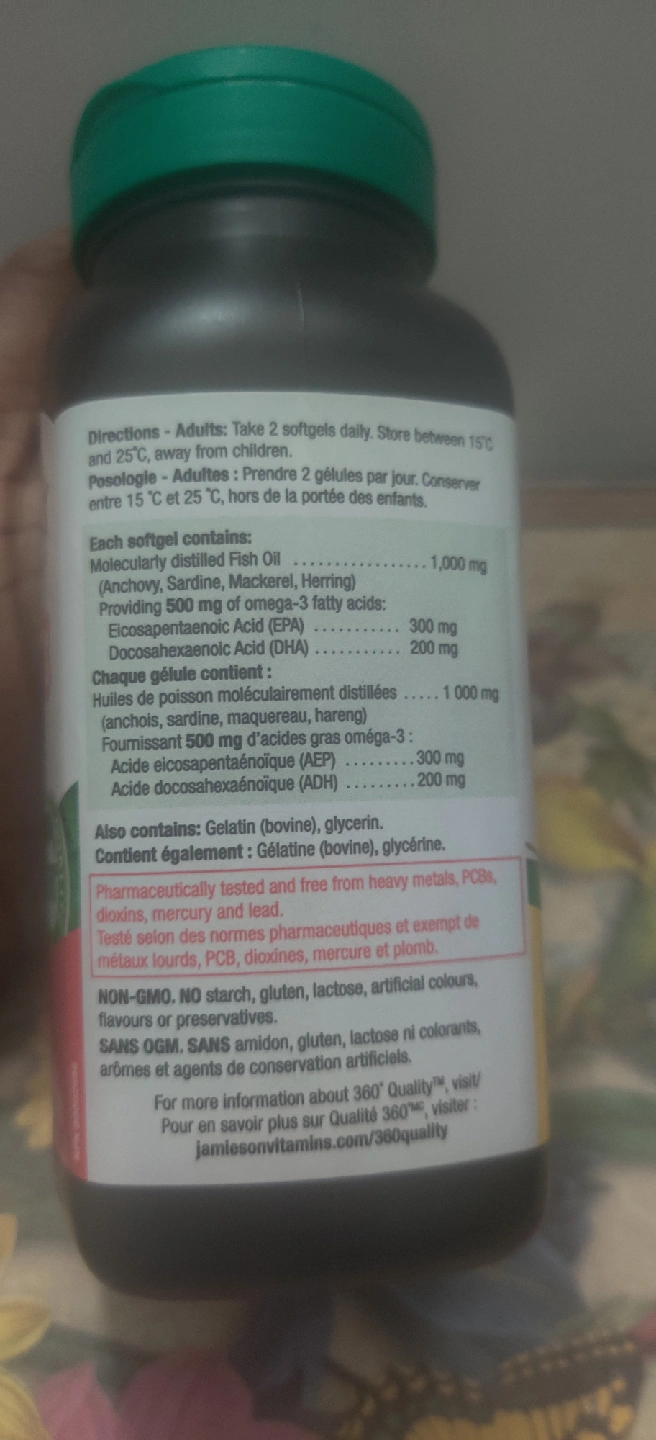 Directions - Adults: Take 2 softgels daily. Store between 15°C
and 25°C, away from children.
Posologie - Adultes : Prendre 2 gélules par jour. Conserver
entre 15 °C et 25 °C, hors de la portée des enfants.
Each softgel contains:
Molecularly distilled Fish Oil ................ 1,000 mg
(Anchovy, Sardine, Mackerel, Herring)
Providing 500 mg of omega-3 fatty acids:
Eicosapentaenoic Acid (EPA) ........... 300 mg
Docosahexaenoic Acid (DHA) ........... 200 mg
Chaque gélule contient :
Huiles de poisson moléculairement distillées ..... 1 000 mg
(anchois, sardine, maquereau, hareng)
Fournissant 500 mg d'acides gras oméga-3 :
Acide eicosapentaénoïque (AEP) ......... 300 mg
Acide docosahexaénoïque (ADH) ......... 200 mg
Also contains: Gelatin (bovine), glycerin.
Contient également : Gélatine (bovine), glycérine.
Pharmaceutically tested and free from heavy metals, PCBs,
dioxins, mercury and lead.
Testé selon des normes pharmaceutiques et exempt de
métaux lourds, PCB, dioxines, mercure et plomb.
NON-GMO. NO starch, gluten, lactose, artificial colours,
flavours or preservatives.
SANS OGM. SANS amidon, gluten, lactose ni colorants,
arômes et agents de conservation artificiels.
For more information about 360° Quality™, visit/
Pour en savoir plus sur Qualité 360ᴹᶜ, visiter :
jamiesonvitamins.com/360quality